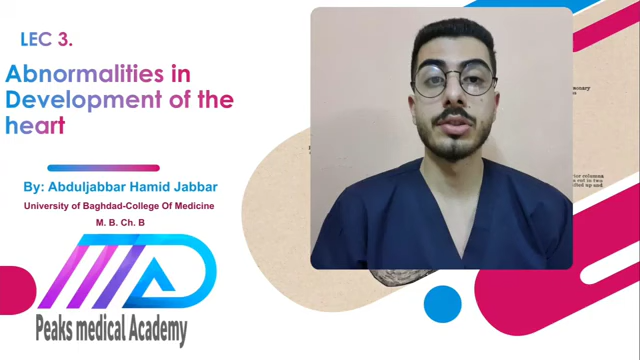 LEC 3.
Abnormalities in
Development of the
heart
By: Abduljabbar Hamid Jabbar
University of Baghdad-College Of Medicine
M. B. Ch. B
Peaks medical Academy